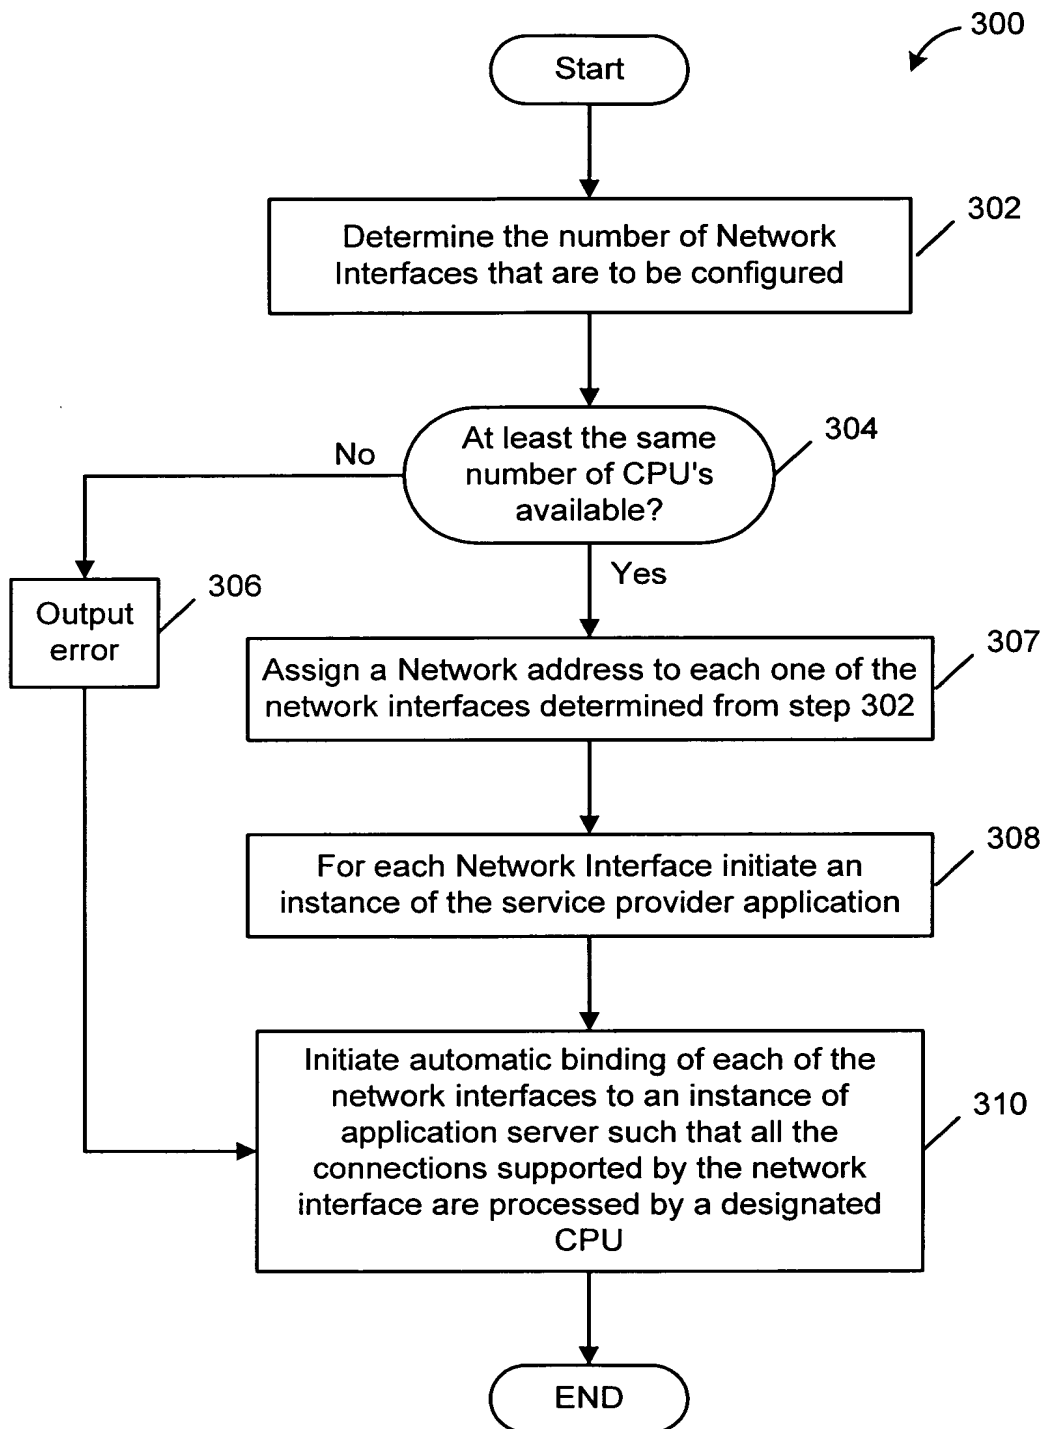 300
Start
302
Determine the number of Network
Interfaces that are to be configured
304
At least the same
number of CPU's
available?
No
Yes
306
Output
error
307
Assign a Network address to each one of the
network interfaces determined from step 302
308
For each Network Interface initiate an
instance of the service provider application
310
Initiate automatic binding of each of the
network interfaces to an instance of
application server such that all the
connections supported by the network
interface are processed by a designated
CPU
END